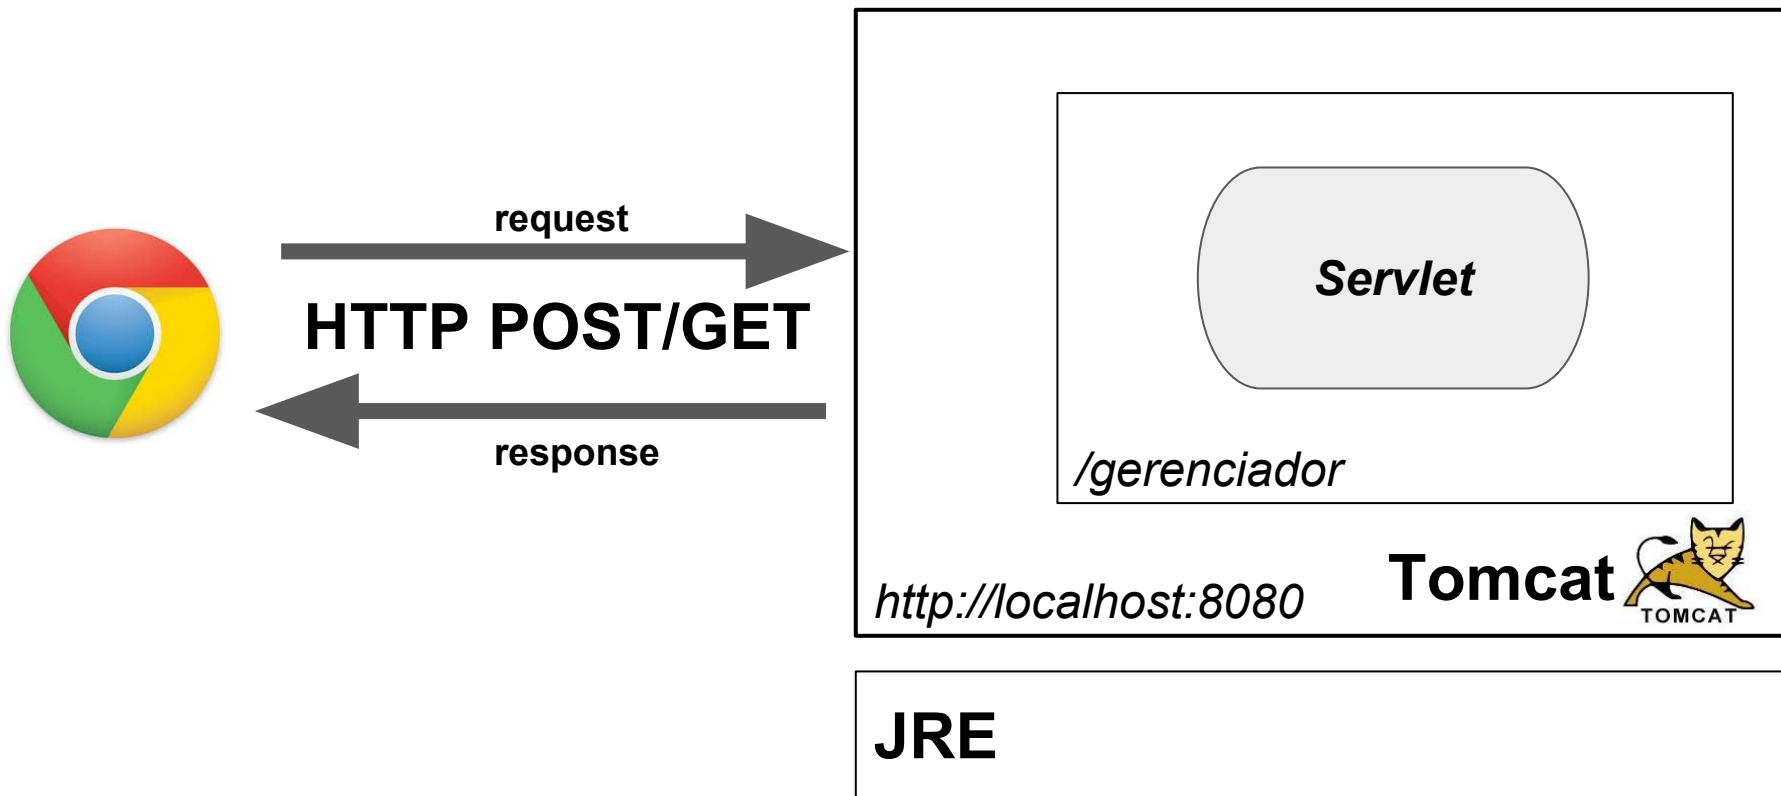 request
HTTP POST/GET
response
Servlet
/gerenciador
http://localhost:8080
Tomcat
TOMCAT
JRE